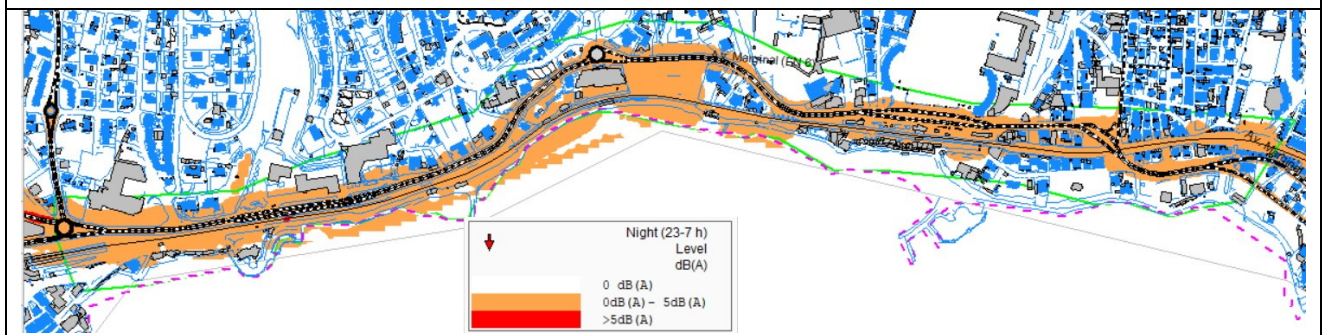 Marginal (EN 6)
Night (23-7 h)
Level
dB(A)
0 dB(A)
0dB(A) - 5dB(A)
>5dB(A)